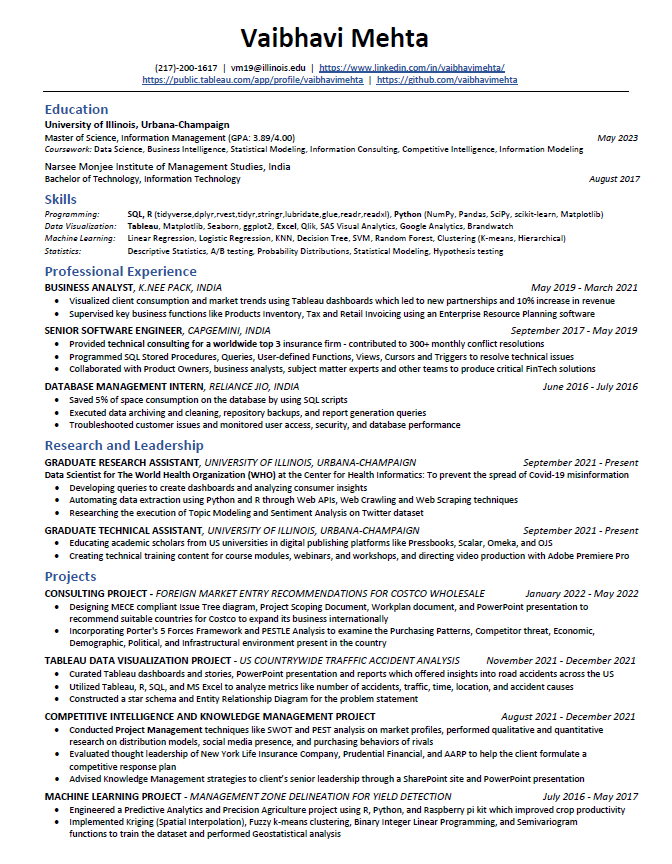 Vaibhavi Mehta
(217)-200-1617 | vm19@illinois.edu | https://www.linkedin.com/in/vaibhavimehta/
https://public.tableau.com/app/profile/vaibhavimehta | https://github.com/vaibhavimehta
Education
University of Illinois, Urbana-Champaign
Master of Science, Information Management (GPA: 3.89/4.00) May 2023
Coursework: Data Science, Business Intelligence, Statistical Modeling, Information Consulting, Competitive Intelligence, Information Modeling
Narsee Monjee Institute of Management Studies, India
Bachelor of Technology, Information Technology August 2017
Skills
Programming: SQL, R (tidyverse,dplyr,rvest,tidyr,stringr,lubridate,glue,readr,readxl), Python (NumPy, Pandas, SciPy, scikit-learn, Matplotlib)
Data Visualization: Tableau, Matplotlib, Seaborn, ggplot2, Excel, Qlik, SAS Visual Analytics, Google Analytics, Brandwatch
Machine Learning: Linear Regression, Logistic Regression, KNN, Decision Tree, SVM, Random Forest, Clustering (K-means, Hierarchical)
Statistics: Descriptive Statistics, A/B testing, Probability Distributions, Statistical Modeling, Hypothesis testing
Professional Experience
BUSINESS ANALYST, K.NEE PACK, INDIA May 2019 - March 2021
• Visualized client consumption and market trends using Tableau dashboards which led to new partnerships and 10% increase in revenue
• Supervised key business functions like Products Inventory, Tax and Retail Invoicing using an Enterprise Resource Planning software
SENIOR SOFTWARE ENGINEER, CAPGEMINI, INDIA September 2017 - May 2019
• Provided technical consulting for a worldwide top 3 insurance firm - contributed to 300+ monthly conflict resolutions
• Programmed SQL Stored Procedures, Queries, User-defined Functions, Views, Cursors and Triggers to resolve technical issues
• Collaborated with Product Owners, business analysts, subject matter experts and other teams to produce critical FinTech solutions
DATABASE MANAGEMENT INTERN, RELIANCE JIO, INDIA June 2016 - July 2016
• Saved 5% of space consumption on the database by using SQL scripts
• Executed data archiving and cleaning, repository backups, and report generation queries
• Troubleshooted customer issues and monitored user access, security, and database performance
Research and Leadership
GRADUATE RESEARCH ASSISTANT, UNIVERSITY OF ILLINOIS, URBANA-CHAMPAIGN September 2021 - Present
Data Scientist for The World Health Organization (WHO) at the Center for Health Informatics: To prevent the spread of Covid-19 misinformation
• Developing queries to create dashboards and analyzing consumer insights
• Automating data extraction using Python and R through Web APIs, Web Crawling and Web Scraping techniques
• Researching the execution of Topic Modeling and Sentiment Analysis on Twitter dataset
GRADUATE TECHNICAL ASSISTANT, UNIVERSITY OF ILLINOIS, URBANA-CHAMPAIGN September 2021 - Present
• Educating academic scholars from US universities in digital publishing platforms like Pressbooks, Scalar, Omeka, and OJS
• Creating technical training content for course modules, webinars, and workshops, and directing video production with Adobe Premiere Pro
Projects
CONSULTING PROJECT - FOREIGN MARKET ENTRY RECOMMENDATIONS FOR COSTCO WHOLESALE January 2022 - May 2022
• Designing MECE compliant Issue Tree diagram, Project Scoping Document, Workplan document, and PowerPoint presentation to
recommend suitable countries for Costco to expand its business internationally
• Incorporating Porter's 5 Forces Framework and PESTLE Analysis to examine the Purchasing Patterns, Competitor threat, Economic,
Demographic, Political, and Infrastructural environment present in the country
TABLEAU DATA VISUALIZATION PROJECT - US COUNTRYWIDE TRAFFFIC ACCIDENT ANALYSIS November 2021 - December 2021
• Curated Tableau dashboards and stories, PowerPoint presentation and reports which offered insights into road accidents across the US
• Utilized Tableau, R, SQL, and MS Excel to analyze metrics like number of accidents, traffic, time, location, and accident causes
• Constructed a star schema and Entity Relationship Diagram for the problem statement
COMPETITIVE INTELLIGENCE AND KNOWLEDGE MANAGEMENT PROJECT August 2021 - December 2021
• Conducted Project Management techniques like SWOT and PEST analysis on market profiles, performed qualitative and quantitative
research on distribution models, social media presence, and purchasing behaviors of rivals
• Evaluated thought leadership of New York Life Insurance Company, Prudential Financial, and AARP to help the client formulate a
competitive response plan
• Advised Knowledge Management strategies to client's senior leadership through a SharePoint site and PowerPoint presentation
MACHINE LEARNING PROJECT - MANAGEMENT ZONE DELINEATION FOR YIELD DETECTION July 2016 - May 2017
• Engineered a Predictive Analytics and Precision Agriculture project using R, Python, and Raspberry pi kit which improved crop productivity
• Implemented Kriging (Spatial Interpolation), Fuzzy k-means clustering, Binary Integer Linear Programming, and Semivariogram
functions to train the dataset and performed Geostatistical analysis